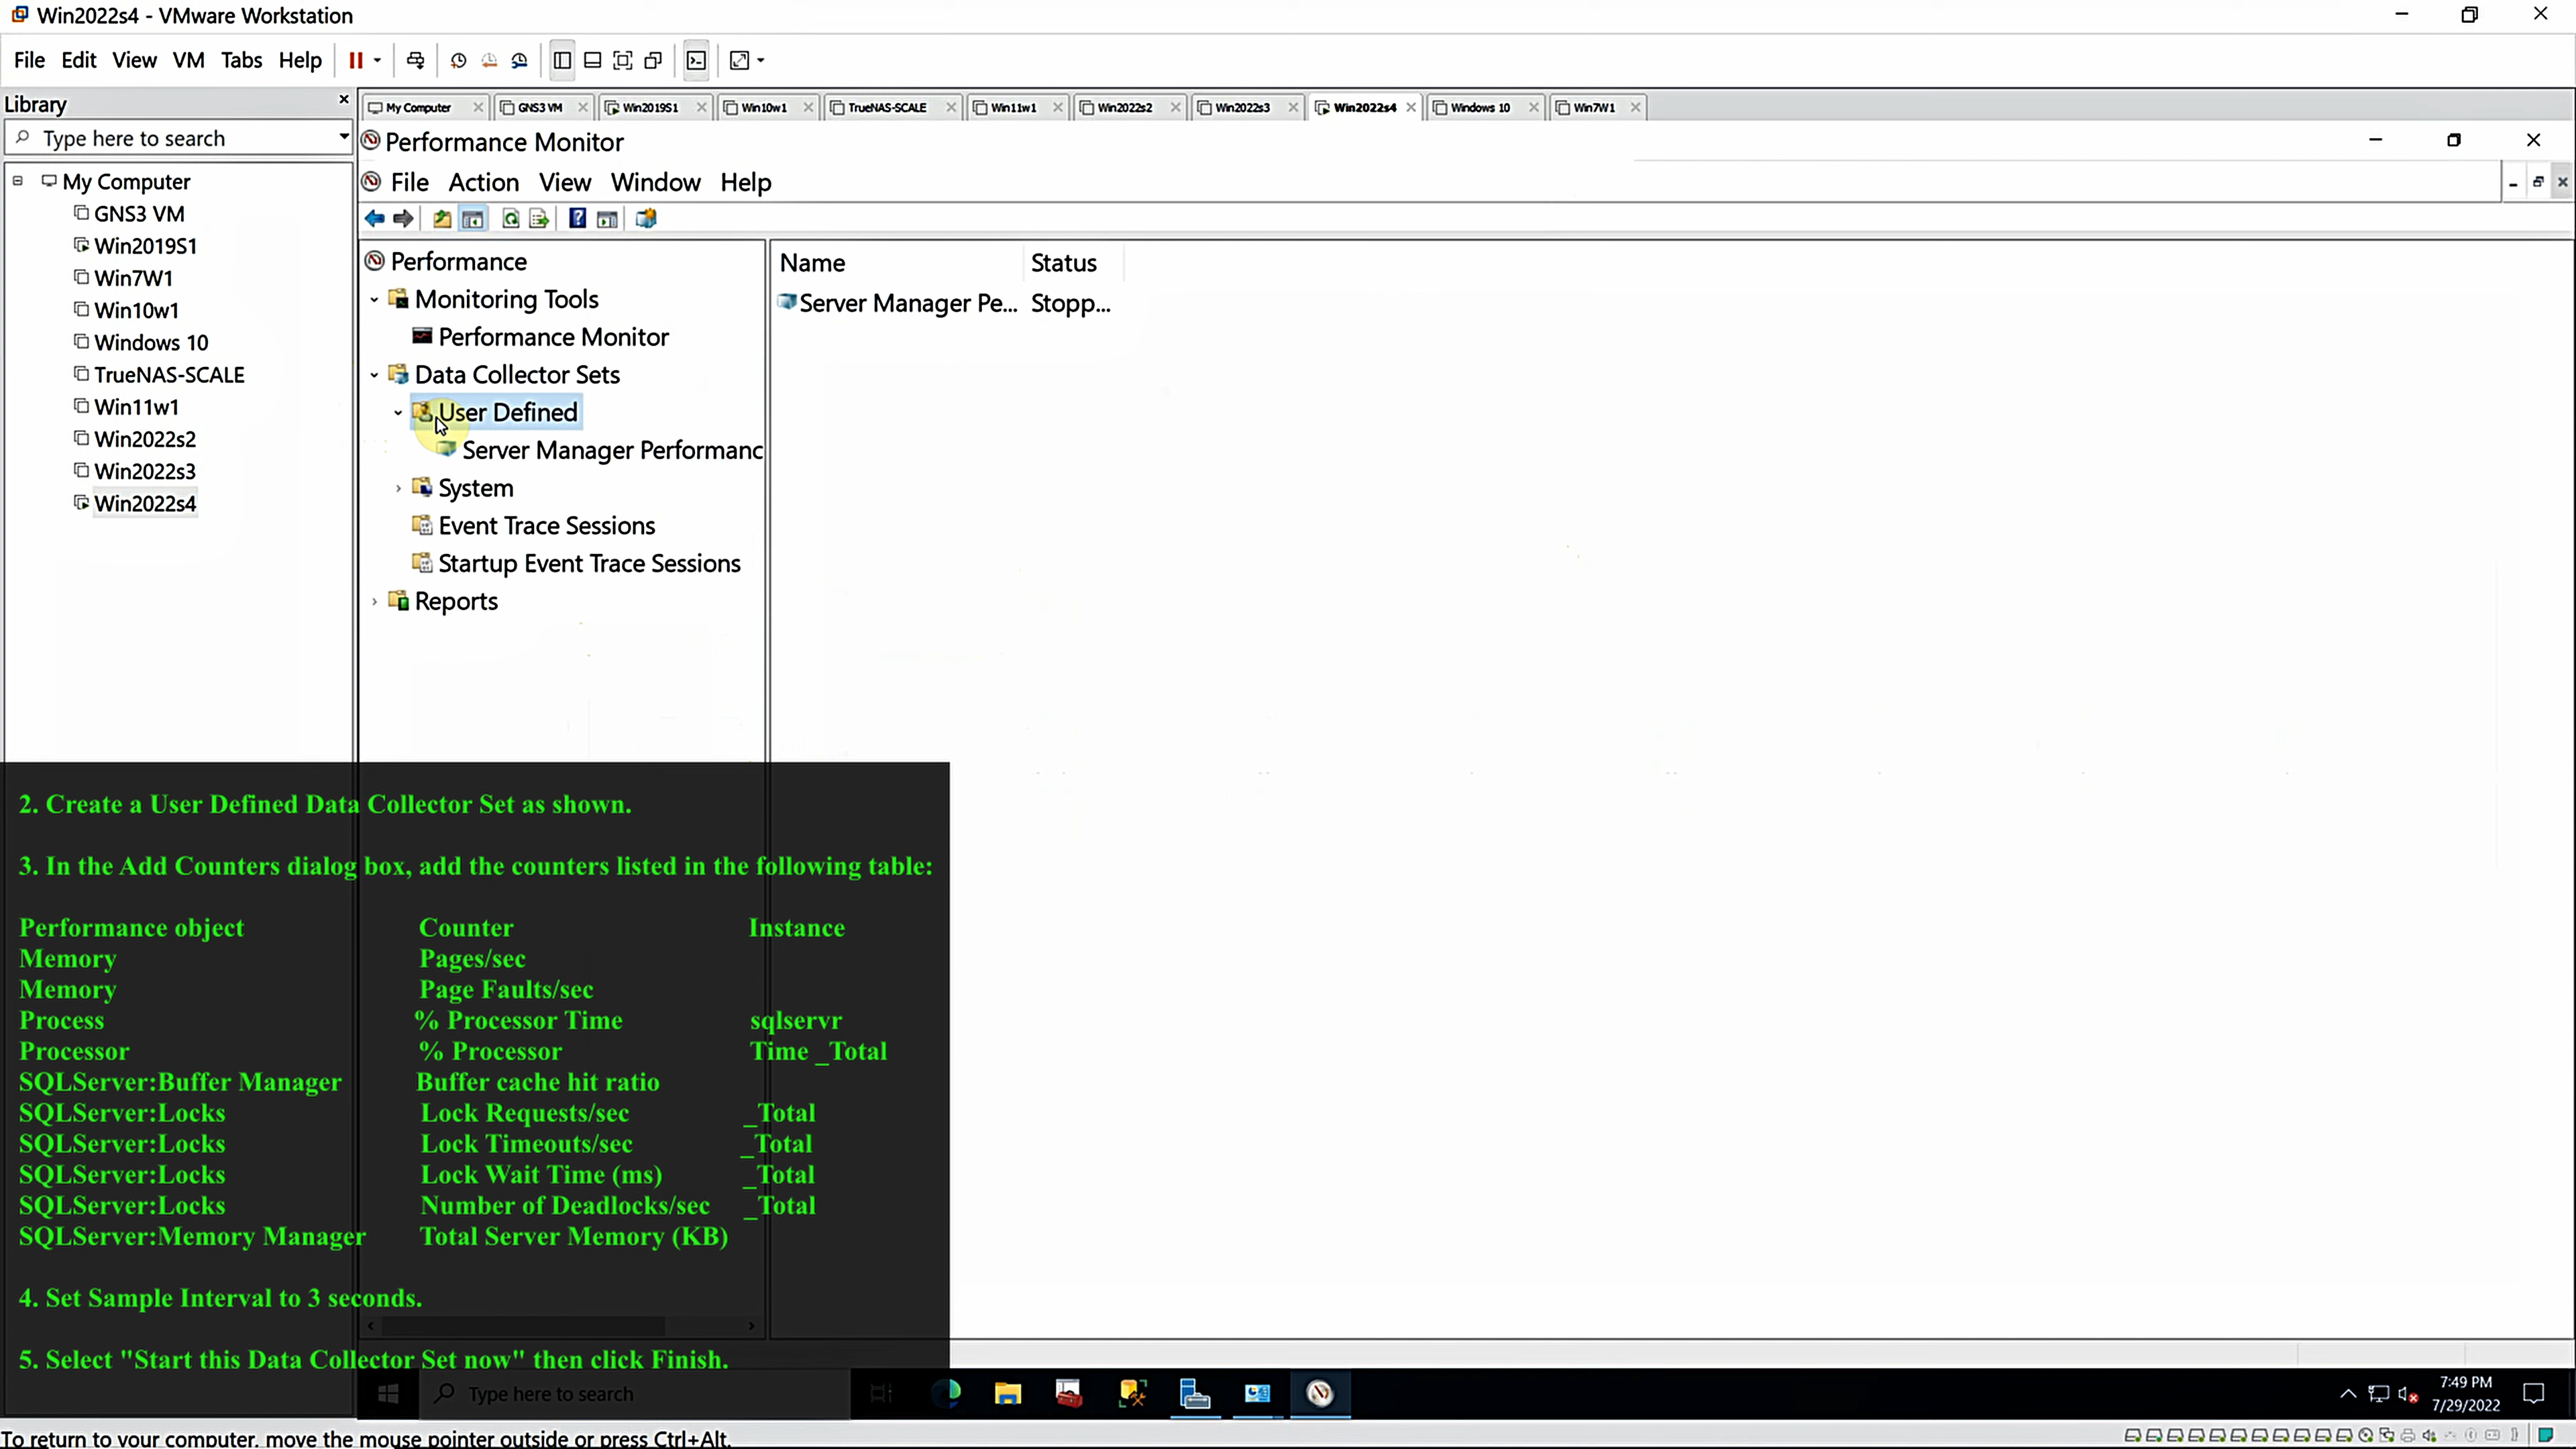 Win2022s4 - VMware Workstation
File Edit View VM Tabs Help
Library
My Computer GNS3 VM Win2019S1 Win10w1 TrueNAS-SCALE Win11w1 Win2022s2 Win2022s3 Win2022s4 Windows 10 Win7W1
Type here to search
Performance Monitor
My Computer
GNS3 VM
Win2019S1
Win7W1
Win10w1
Windows 10
TrueNAS-SCALE
Win11w1
Win2022s2
Win2022s3
Win2022s4
File Action View Window Help
Performance
Monitoring Tools
Performance Monitor
Data Collector Sets
User Defined
Server Manager Performanc
System
Event Trace Sessions
Startup Event Trace Sessions
Reports
Name Status
Server Manager Pe... Stopp...
2. Create a User Defined Data Collector Set as shown.
3. In the Add Counters dialog box, add the counters listed in the following table:
Performance object Counter Instance
Memory Pages/sec
Memory Page Faults/sec
Process % Processor Time sqlservr
Processor % Processor Time _Total
SQLServer:Buffer Manager Buffer cache hit ratio
SQLServer:Locks Lock Requests/sec _Total
SQLServer:Locks Lock Timeouts/sec _Total
SQLServer:Locks Lock Wait Time (ms) _Total
SQLServer:Locks Number of Deadlocks/sec _Total
SQLServer:Memory Manager Total Server Memory (KB)
4. Set Sample Interval to 3 seconds.
5. Select "Start this Data Collector Set now" then click Finish.
Type here to search
7:49 PM
7/29/2022
To return to your computer, move the mouse pointer outside or press Ctrl+Alt.